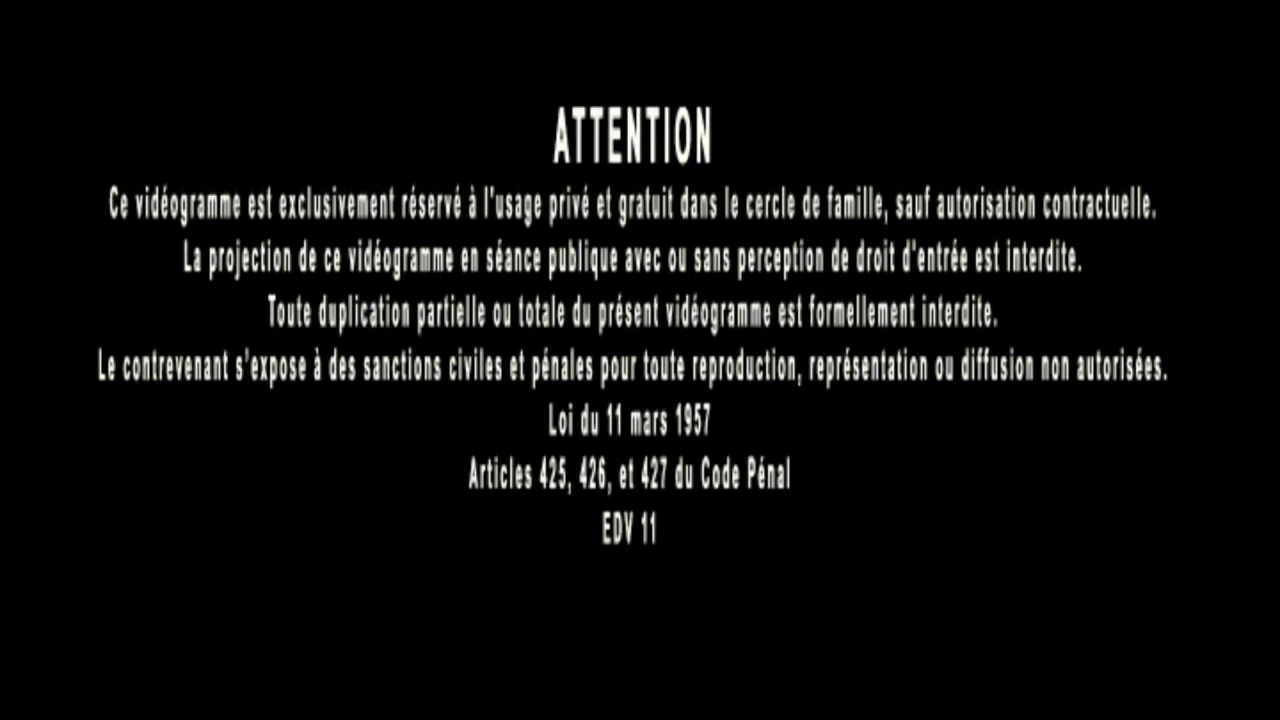 ATTENTION
Ce vidéogramme est exclusivement réservé à l'usage privé et gratuit dans le cercle de famille, sauf autorisation contractuelle.
La projection de ce vidéogramme en séance publique avec ou sans perception de droit d'entrée est interdite.
Toute duplication partielle ou totale du présent vidéogramme est formellement interdite.
Le contrevenant s'expose à des sanctions civiles et pénales pour toute reproduction, représentation ou diffusion non autorisées.
Loi du 11 mars 1957
Articles 425, 426, et 427 du Code Pénal
EDV 11